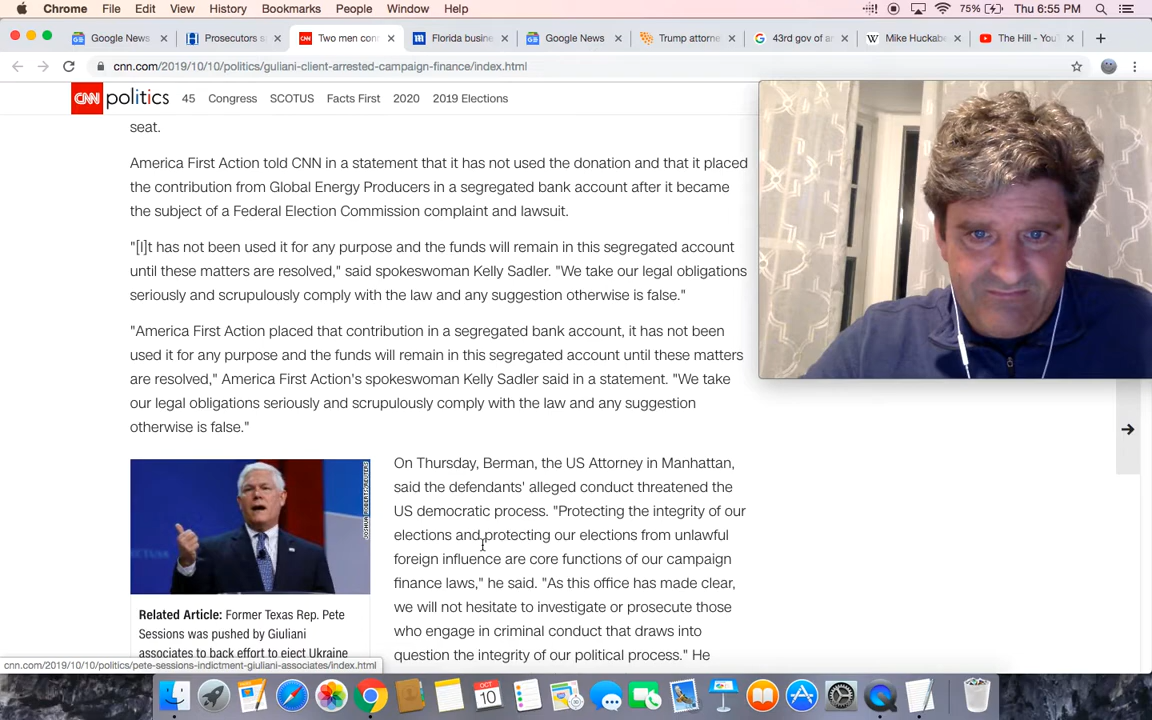 Chrome File Edit View History Bookmarks People Window Help 75% Thu 6:55 PM
Google News Prosecutors s Two men con Florida busine Google News Trump attorne 43rd gov of ar Mike Huckabe The Hill - You
cnn.com/2019/10/10/politics/guliani-client-arrested-campaign-finance/index.html
CNN politics 45 Congress SCOTUS Facts First 2020 2019 Elections
seat.
America First Action told CNN in a statement that it has not used the donation and that it placed
the contribution from Global Energy Producers in a segregated bank account after it became
the subject of a Federal Election Commission complaint and lawsuit.
"[I]t has not been used it for any purpose and the funds will remain in this segregated account
until these matters are resolved," said spokeswoman Kelly Sadler. "We take our legal obligations
seriously and scrupulously comply with the law and any suggestion otherwise is false."
"America First Action placed that contribution in a segregated bank account, it has not been
used it for any purpose and the funds will remain in this segregated account until these matters
are resolved," America First Action's spokeswoman Kelly Sadler said in a statement. "We take
our legal obligations seriously and scrupulously comply with the law and any suggestion
otherwise is false."
JOSHUA ROBERTS/REUTERS
Related Article: Former Texas Rep. Pete
Sessions was pushed by Giuliani
associates to back effort to eject Ukraine
On Thursday, Berman, the US Attorney in Manhattan,
said the defendants' alleged conduct threatened the
US democratic process. "Protecting the integrity of our
elections and protecting our elections from unlawful
foreign influence are core functions of our campaign
finance laws," he said. "As this office has made clear,
we will not hesitate to investigate or prosecute those
who engage in criminal conduct that draws into
question the integrity of our political process." He
cnn.com/2019/10/10/politics/pete-sessions-indictment-giuliani-associates/index.html
OCT
10